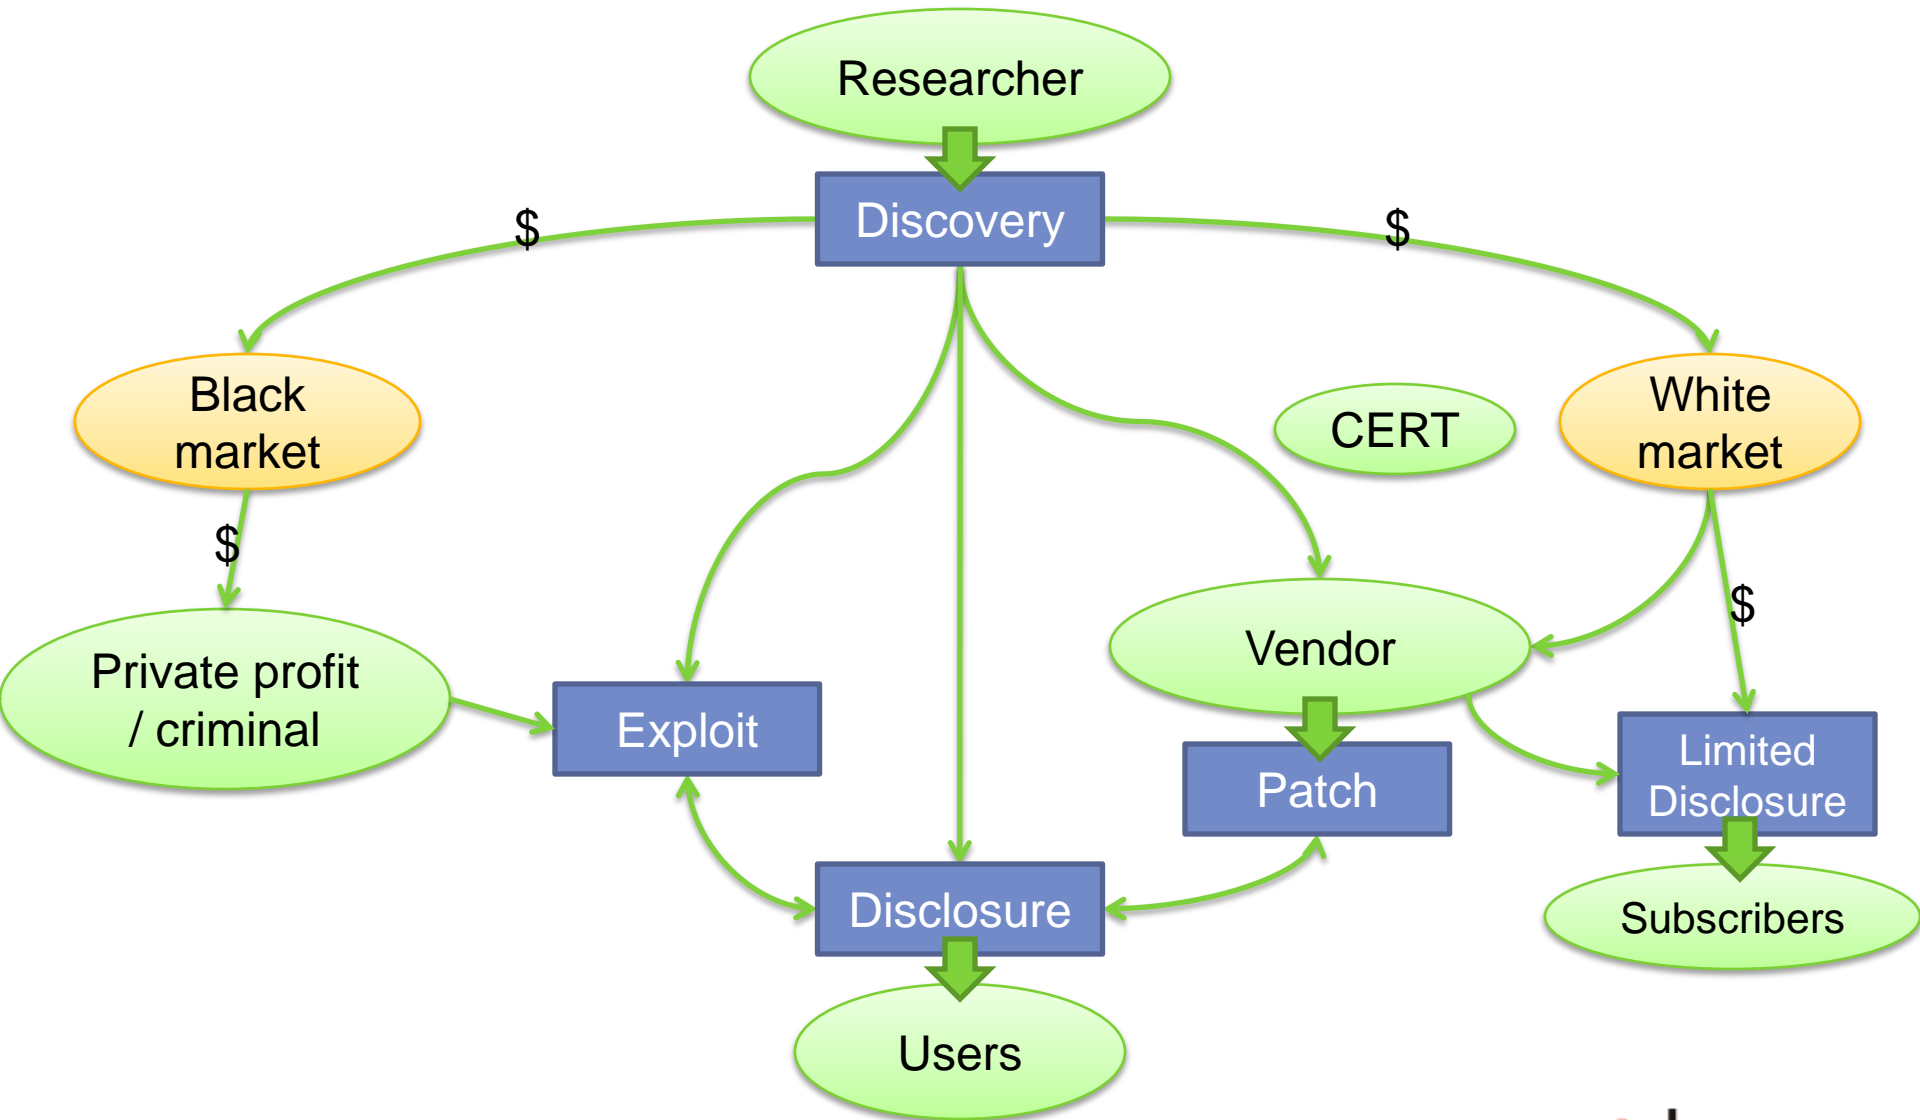 Researcher
Discovery
$
$
Black
market
CERT
White
market
$
$
Private profit
/ criminal
Vendor
Exploit
Patch
Limited
Disclosure
Disclosure
Subscribers
Users